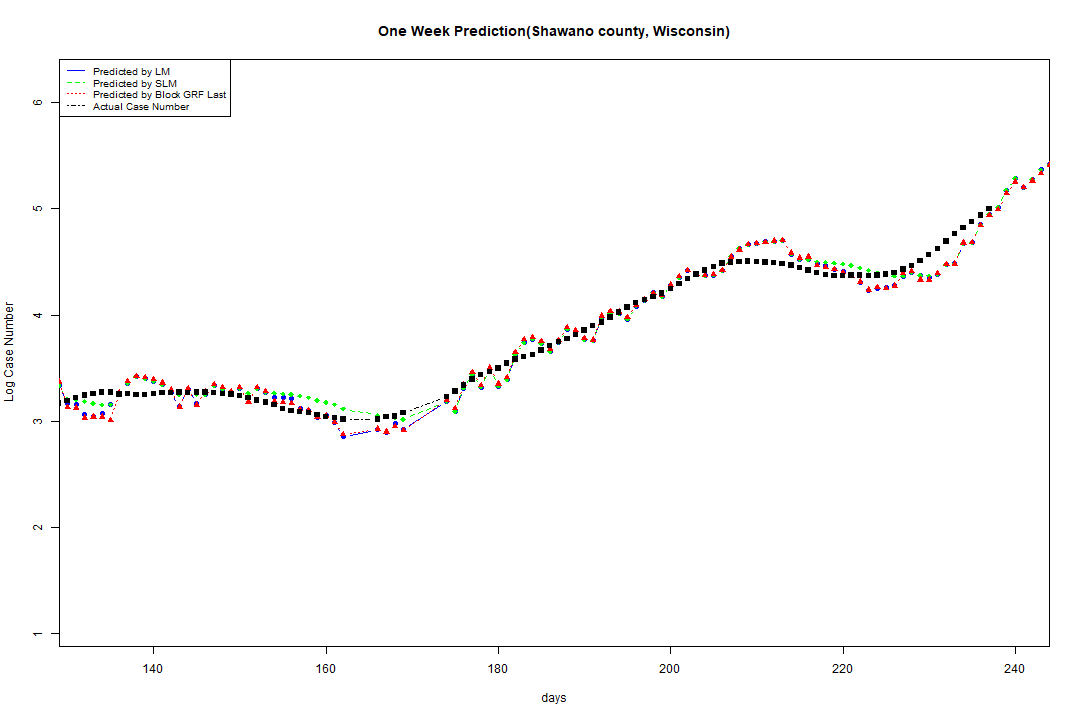 One Week Prediction(Shawano county, Wisconsin)
Predicted by LM
Predicted by SLM
Predicted by Block GRF Last
Actual Case Number
Log Case Number
6
5
4
3
2
1
140 160 180 200 220 240
days